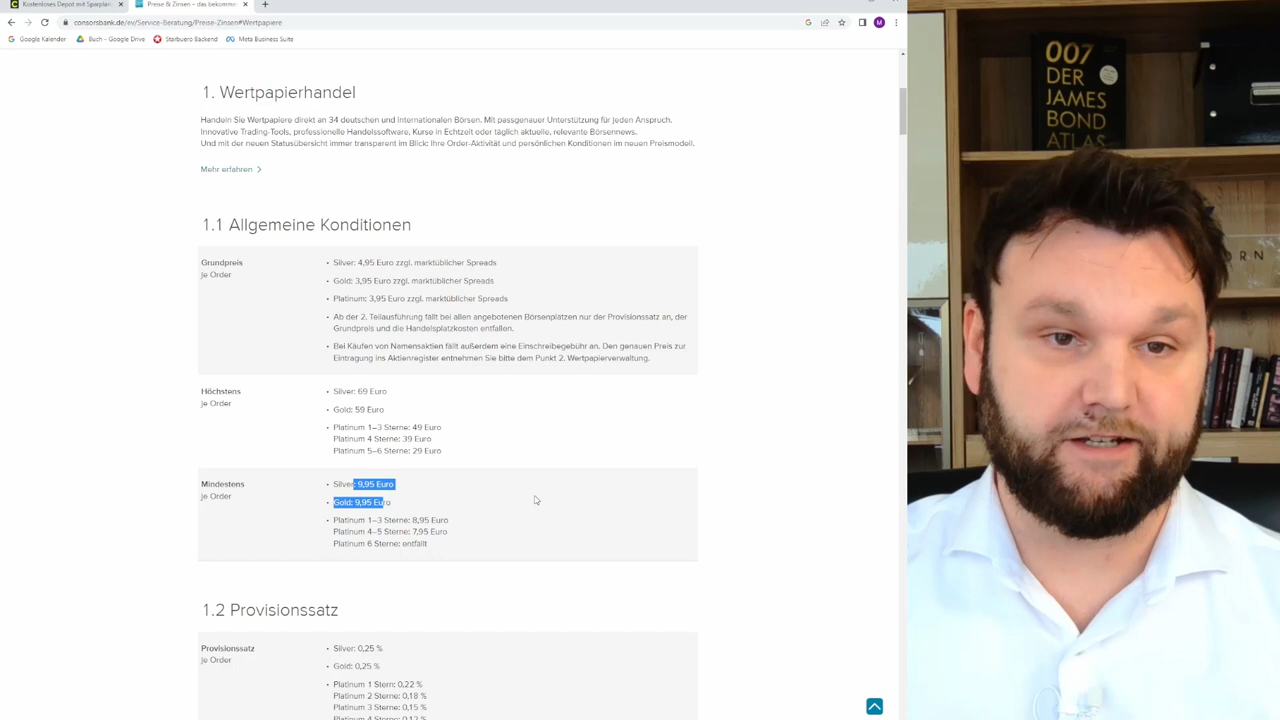 Kostenloses Depot mit Sparplan
Preise & Zinsen – das bekomme
consorsbank.de/ev/Service-Beratung/Preise-Zinsen#Wertpapiere
M
Google Kalender
Buch – Google Drive
Starbuero Backend
Meta Business Suite
1. Wertpapierhandel
Handeln Sie Wertpapiere direkt an 34 deutschen und internationalen Börsen. Mit passgenauer Unterstützung für jeden Anspruch.
Innovative Trading-Tools, professionelle Handelssoftware, Kurse in Echtzeit oder täglich aktuelle, relevante Börsennews.
Und mit der neuen Statusübersicht immer transparent im Blick: Ihre Order-Aktivität und persönlichen Konditionen im neuen Preismodell.
Mehr erfahren
1.1 Allgemeine Konditionen
Grundpreis
je Order
• Silver: 4,95 Euro zzgl. marktüblicher Spreads
• Gold: 3,95 Euro zzgl. marktüblicher Spreads
• Platinum: 3,95 Euro zzgl. marktüblicher Spreads
• Ab der 2. Teilausführung fällt bei allen angebotenen Börsenplätzen nur der Provisionssatz an, der
Grundpreis und die Handelsplatzkosten entfallen.
• Bei Käufen von Namensaktien fällt außerdem eine Einschreibegebühr an. Den genauen Preis zur
Eintragung ins Aktienregister entnehmen Sie bitte dem Punkt 2. Wertpapierverwaltung.
Höchstens
je Order
• Silver: 69 Euro
• Gold: 59 Euro
• Platinum 1–3 Sterne: 49 Euro
Platinum 4 Sterne: 39 Euro
Platinum 5–6 Sterne: 29 Euro
Mindestens
je Order
• Silver: 9,95 Euro
• Gold: 9,95 Euro
• Platinum 1–3 Sterne: 8,95 Euro
Platinum 4–5 Sterne: 7,95 Euro
Platinum 6 Sterne: entfällt
1.2 Provisionssatz
Provisionssatz
je Order
• Silver: 0,25 %
• Gold: 0,25 %
• Platinum 1 Stern: 0,22 %
Platinum 2 Sterne: 0,18 %
Platinum 3 Sterne: 0,15 %
Platinum 4 Sterne: 0,12 %
007
DER
JAMES
BOND
ATLAS